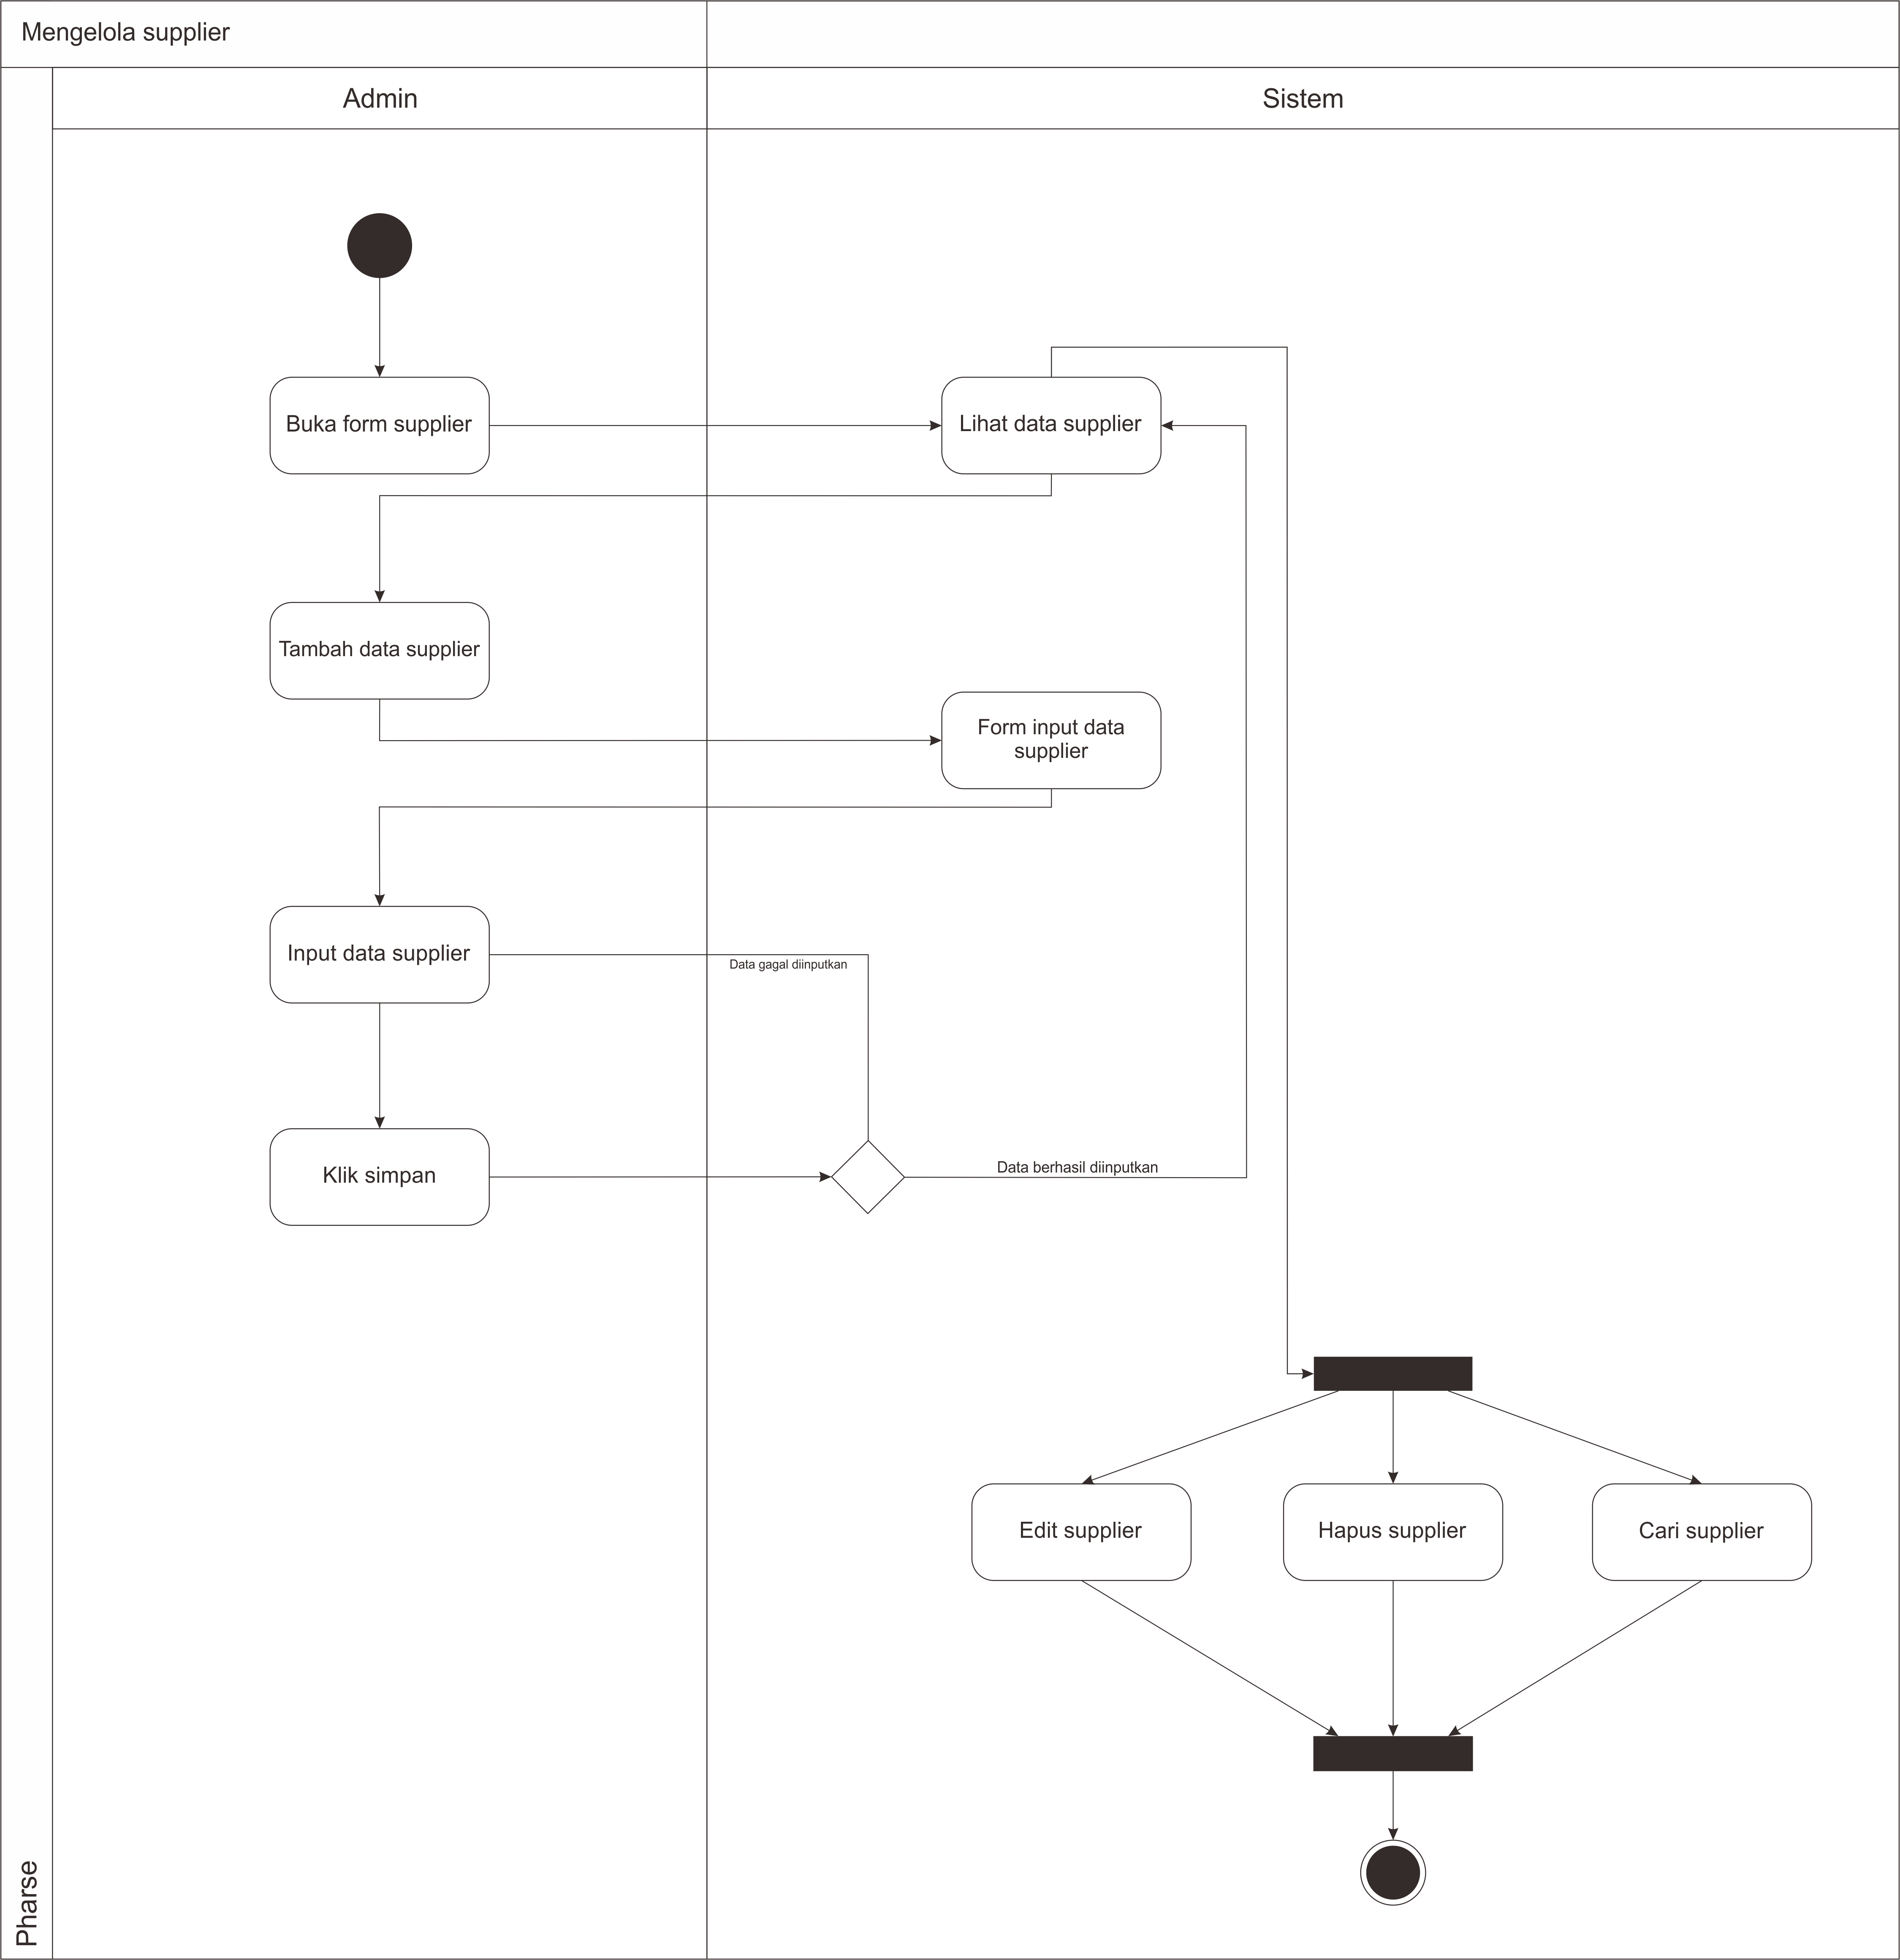 Mengelola supplier
Admin
Sistem
Buka form supplier
Lihat data supplier
Tambah data supplier
Form input data
supplier
Input data supplier
Data gagal diinputkan
Klik simpan
Data berhasil diinputkan
Edit supplier
Hapus supplier
Cari supplier
Pharse